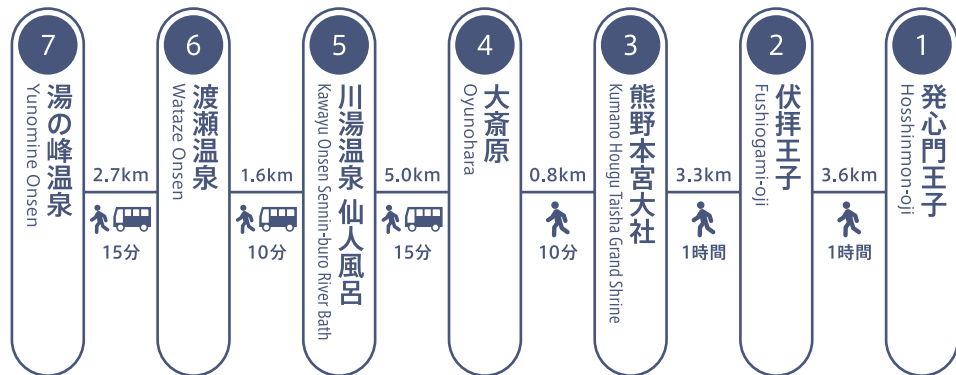 1
発心門王子
Hosshinmon-oji
3.6km
1時間
2
伏拝王子
Fushiogami-oji
3.3km
1時間
3
熊野本宮大社
Kumano Hougu Taisha Grand Shrine
0.8km
10分
4
大斎原
Oyunohara
5.0km
15分
5
川湯温泉 仙人風呂
Kawayu Onsen Sennin-buro River Bath
1.6km
10分
6
渡瀬温泉
Wataze Onsen
2.7km
15分
7
湯の峰温泉
Yunomine Onsen